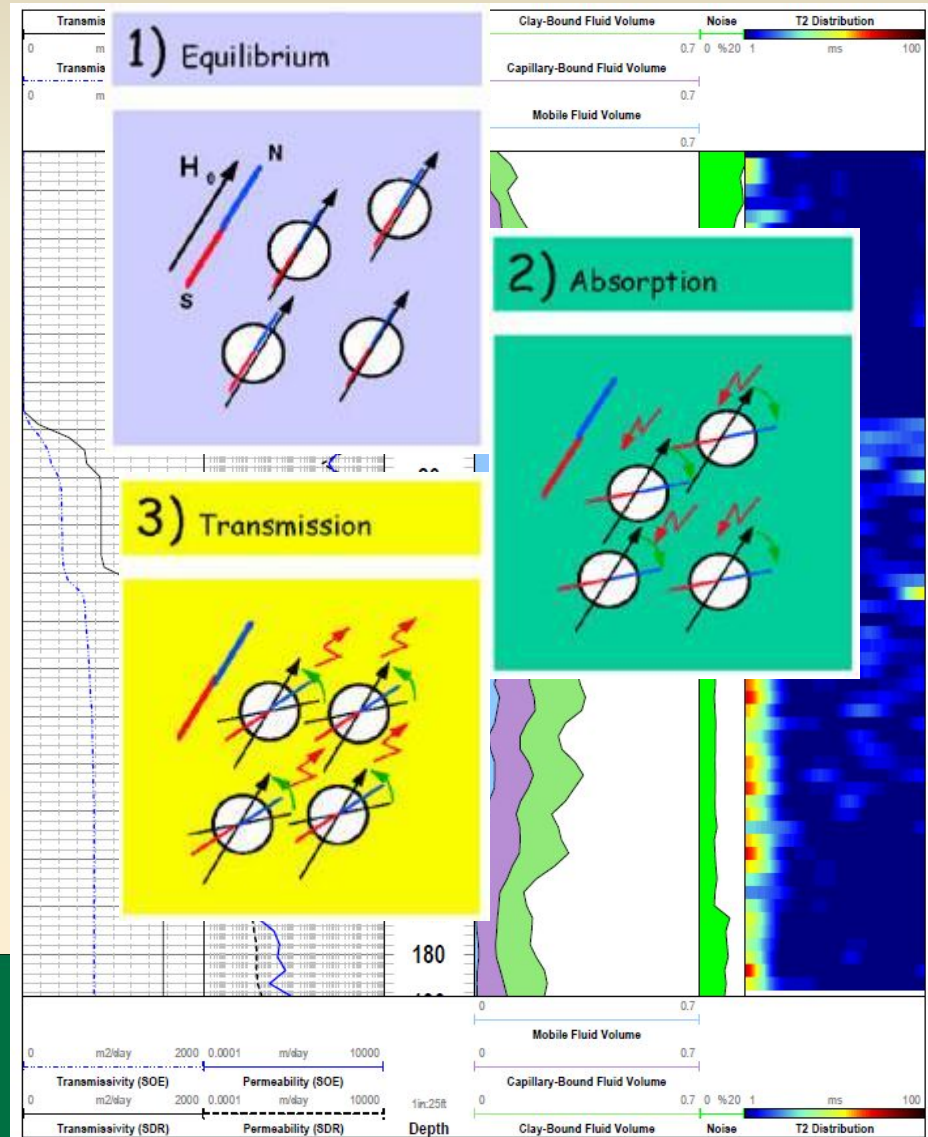 Clay-Bound Fluid Volume Noise T2 Distribution
0 0.7 0 %20 1 ms 100
Capillary-Bound Fluid Volume
0 0.7
Mobile Fluid Volume
0.7
1) Equilibrium
H0 N
S
2) Absorption
3) Transmission
180
0 0.7
Mobile Fluid Volume
0 m2/day 2000 0.0001 m/day 10000 0 0.7
Transmissivity (SOE) Permeability (SOE) Capillary-Bound Fluid Volume
0 m2/day 2000 0.0001 m/day 10000 1in:25ft 0 0.7 0 %20 1 ms 100
Transmissivity (SDR) Permeability (SDR) Depth Clay-Bound Fluid Volume Noise T2 Distribution